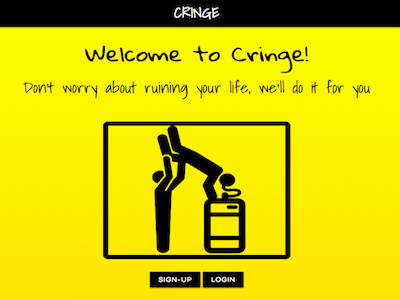 CRINGE
Welcome to Cringe!
Don't worry about ruining your life, we'll do it for you
SIGN-UP
LOGIN